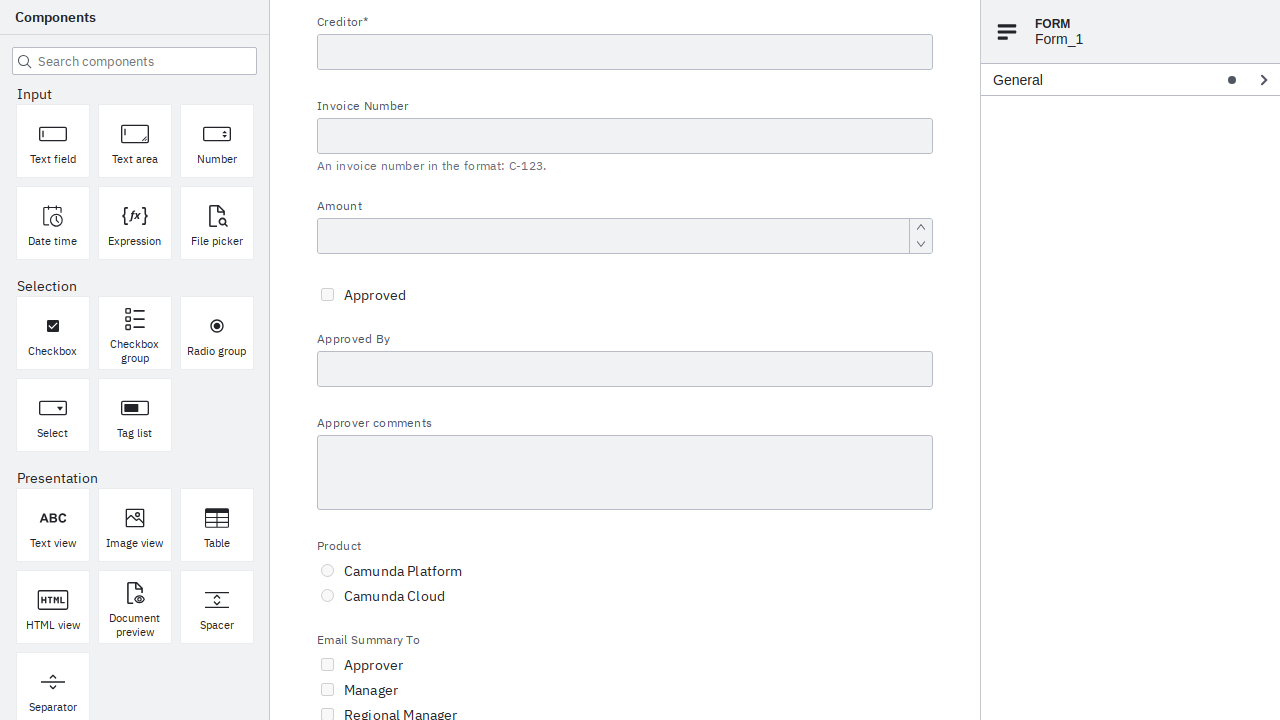 Components
Search components
Input
Text field
Text area
Number
Date time
Expression
File picker
Selection
Checkbox
Checkbox
group
Radio group
Select
Tag list
Presentation
ABC
Text view
Image view
Table
HTML
HTML view
Document
preview
Spacer
Separator
Creditor*
Invoice Number
An invoice number in the format: C-123.
Amount
Approved
Approved By
Approver comments
Product
Camunda Platform
Camunda Cloud
Email Summary To
Approver
Manager
Regional Manager
FORM
Form_1
General